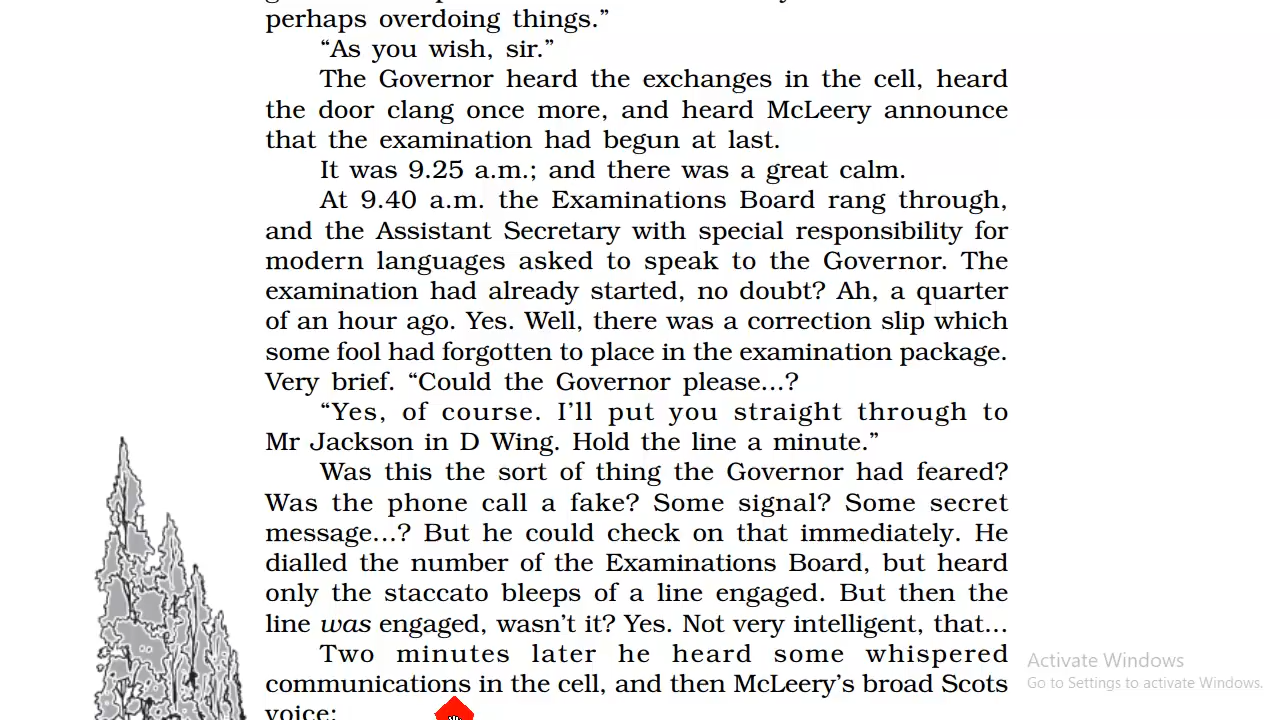 perhaps overdoing things.”
“As you wish, sir.”
The Governor heard the exchanges in the cell, heard
the door clang once more, and heard McLeery announce
that the examination had begun at last.
It was 9.25 a.m.; and there was a great calm.
At 9.40 a.m. the Examinations Board rang through,
and the Assistant Secretary with special responsibility for
modern languages asked to speak to the Governor. The
examination had already started, no doubt? Ah, a quarter
of an hour ago. Yes. Well, there was a correction slip which
some fool had forgotten to place in the examination package.
Very brief. “Could the Governor please...?
“Yes, of course. I’ll put you straight through to
Mr Jackson in D Wing. Hold the line a minute.”
Was this the sort of thing the Governor had feared?
Was the phone call a fake? Some signal? Some secret
message...? But he could check on that immediately. He
dialled the number of the Examinations Board, but heard
only the staccato bleeps of a line engaged. But then the
line was engaged, wasn’t it? Yes. Not very intelligent, that...
Two minutes later he heard some whispered
communications in the cell, and then McLeery’s broad Scots
voice:
Activate Windows
Go to Settings to activate Windows.